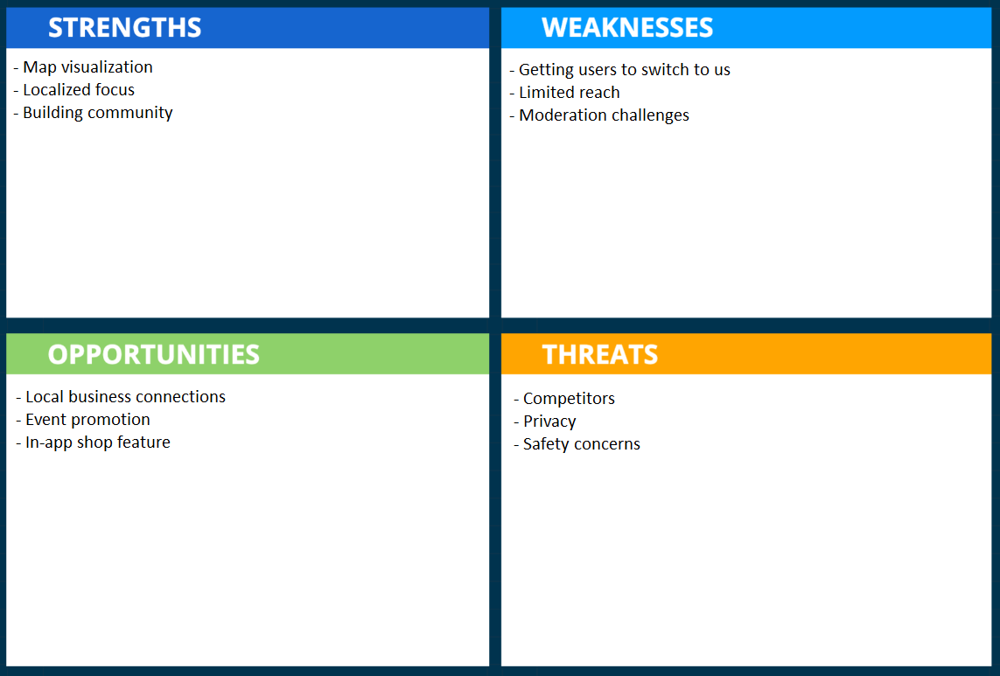 STRENGTHS
- Map visualization
- Localized focus
- Building community
WEAKNESSES
- Getting users to switch to us
- Limited reach
- Moderation challenges
OPPORTUNITIES
- Local business connections
- Event promotion
- In-app shop feature
THREATS
- Competitors
- Privacy
- Safety concerns